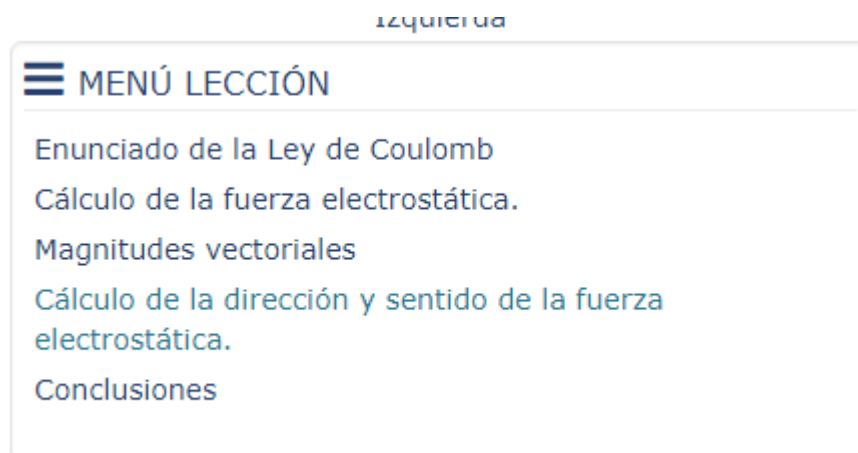 Izquierda
MENÚ LECCIÓN
Enunciado de la Ley de Coulomb
Cálculo de la fuerza electrostática.
Magnitudes vectoriales
Cálculo de la dirección y sentido de la fuerza
electrostática.
Conclusiones